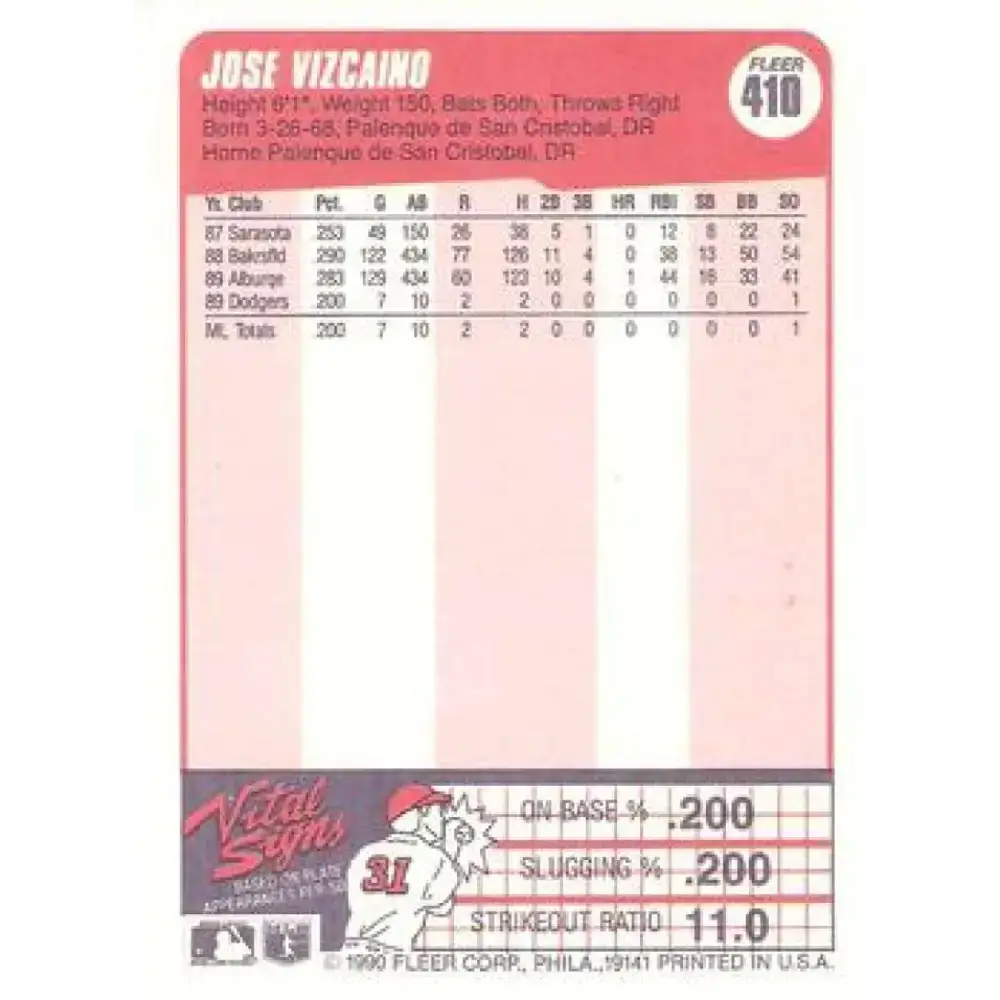 JOSE VIZCAINO
FLEER
410
Height 6'1", Weight 150, Bats Both, Throws Right
Born 3-26-68, Palenque de San Cristobal, DR
Home Palenque de San Cristobal, DR
Yr. Club Pct. G AB R H 2B 3B HR RBI SB BB SO
87 Sarasota .253 49 150 26 38 5 1 0 12 8 22 24
88 Bakrsfld .290 122 434 77 126 11 4 0 38 13 50 54
89 Alburqe .283 129 434 60 123 10 4 1 44 16 33 41
89 Dodgers .200 7 10 2 2 0 0 0 0 0 0 1
ML Totals .200 7 10 2 2 0 0 0 0 0 0 1
Vital
Signs
BASED ON PLATE
APPEARANCES PER SO
31
ON BASE % .200
SLUGGING % .200
STRIKEOUT RATIO 11.0
© 1990 FLEER CORP., PHILA., 19141 PRINTED IN U.S.A.